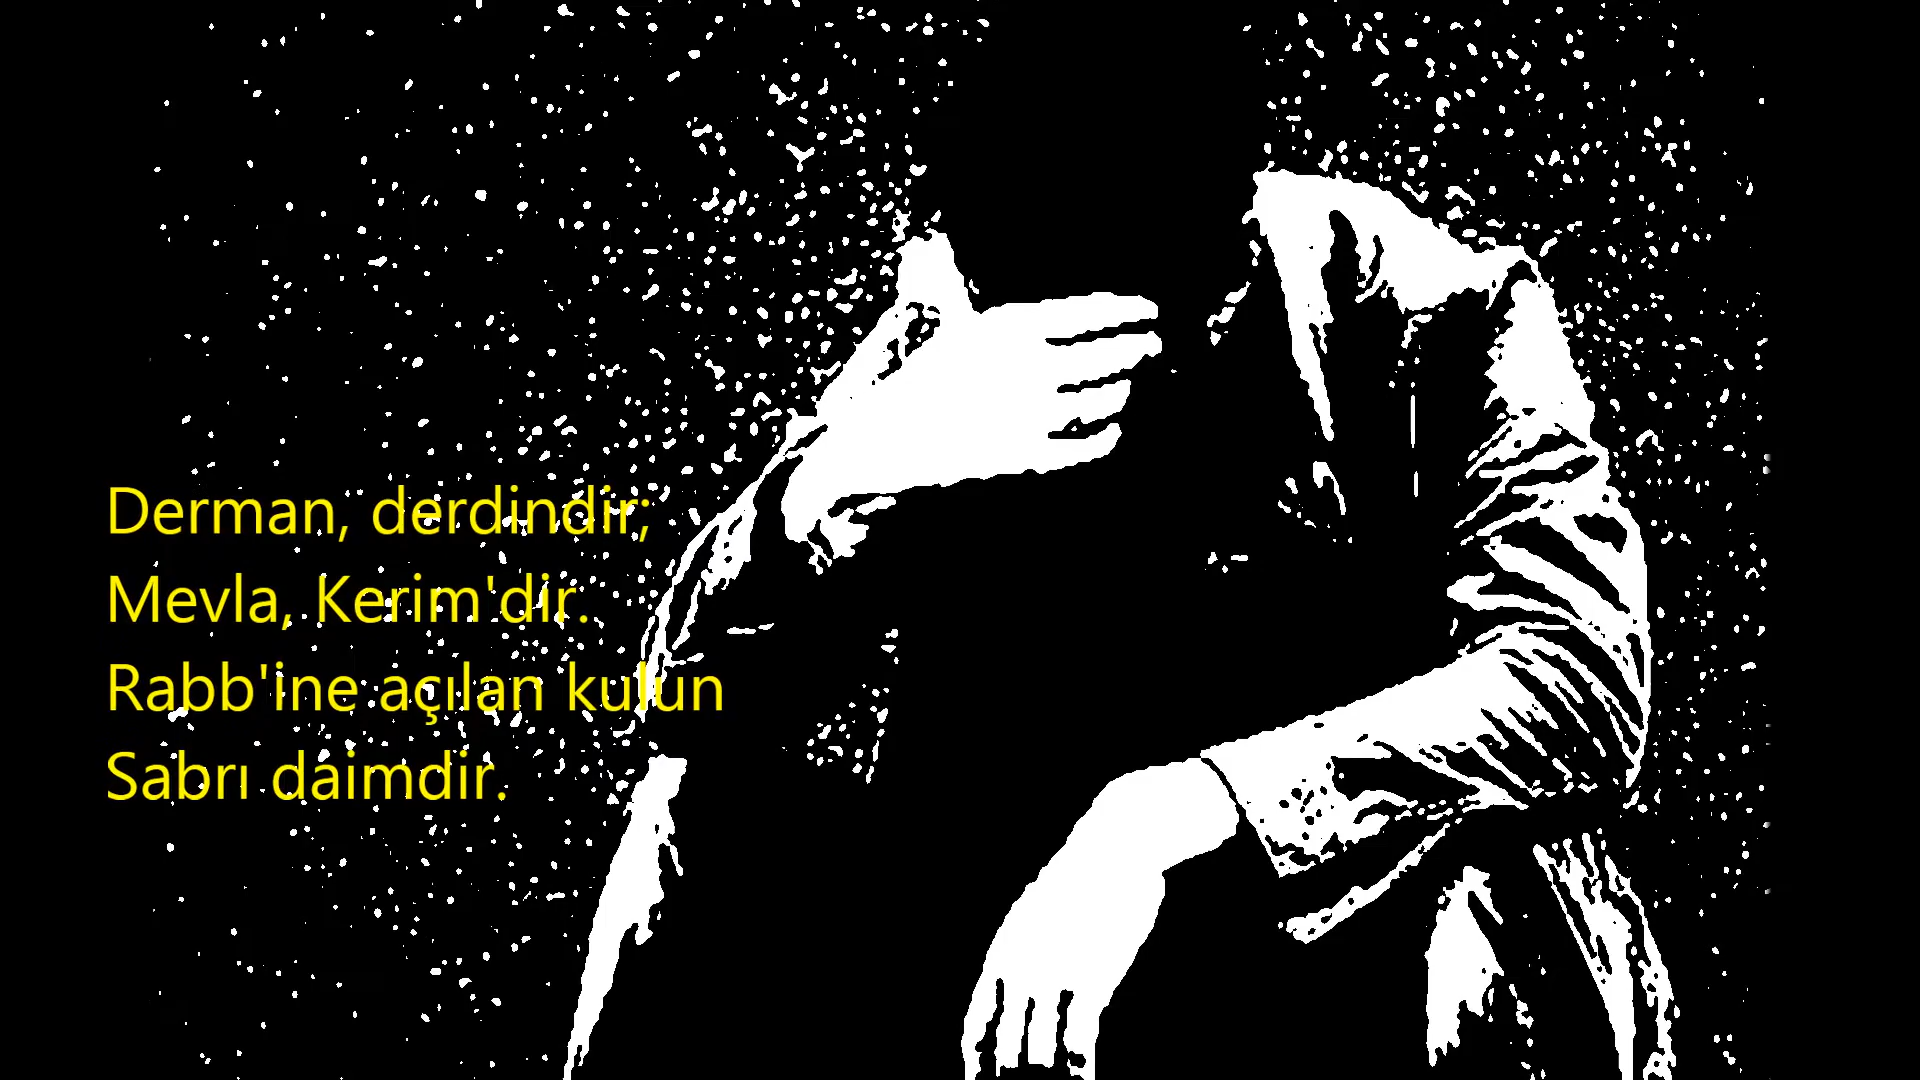 Derman, derdindir;
Mevla, Kerim'dir.
Rabb'ine açılan kulun
Sabrı daimdir.